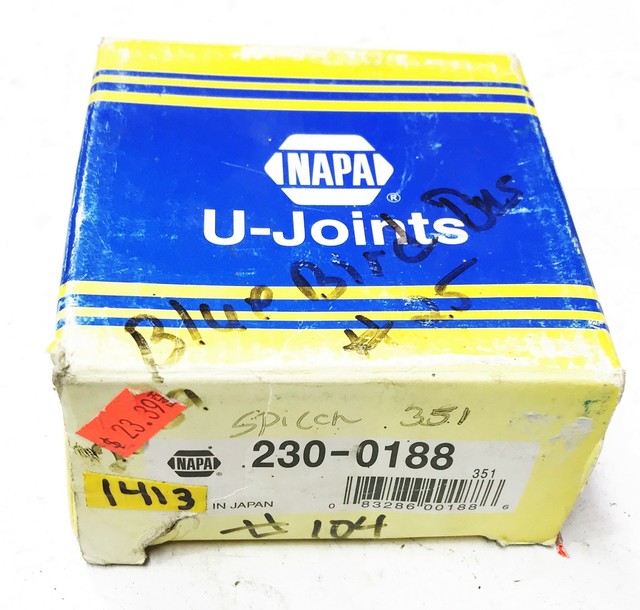 NAPA
®
U-Joints
Blue Bird Bus
# 25
$ 23.39
Spicer 351
NAPA
230-0188
351
1413
IN JAPAN
0 83286 00188 6
# 104